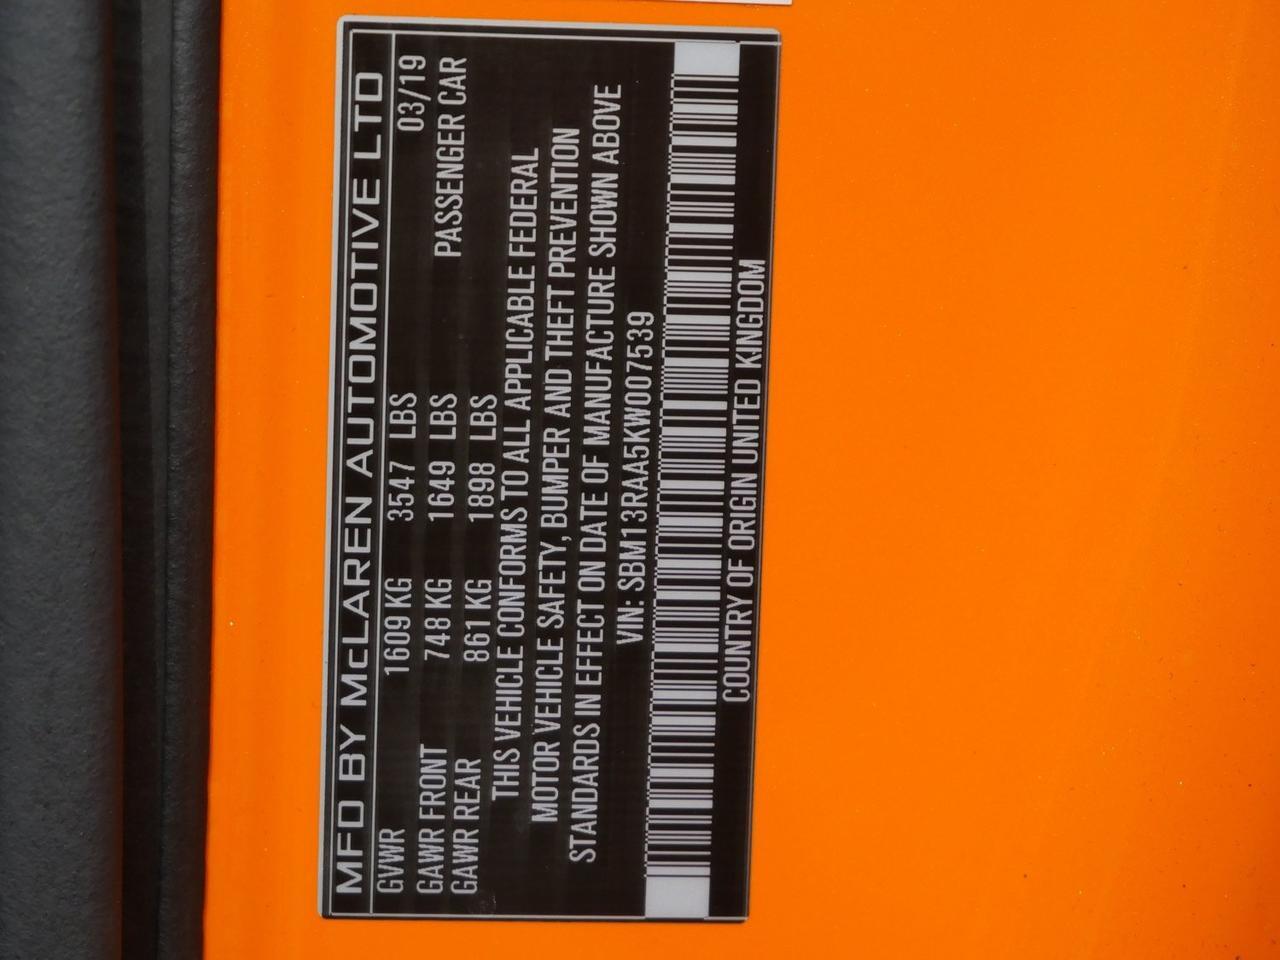 MFD BY McLAREN AUTOMOTIVE LTD
GVWR 1609 KG 3547 LBS 03/19
GAWR FRONT 748 KG 1649 LBS PASSENGER CAR
GAWR REAR 861 KG 1898 LBS
THIS VEHICLE CONFORMS TO ALL APPLICABLE FEDERAL
MOTOR VEHICLE SAFETY, BUMPER AND THEFT PREVENTION
STANDARDS IN EFFECT ON DATE OF MANUFACTURE SHOWN ABOVE
VIN: SBM13RAA5KW007539
COUNTRY OF ORIGIN UNITED KINGDOM